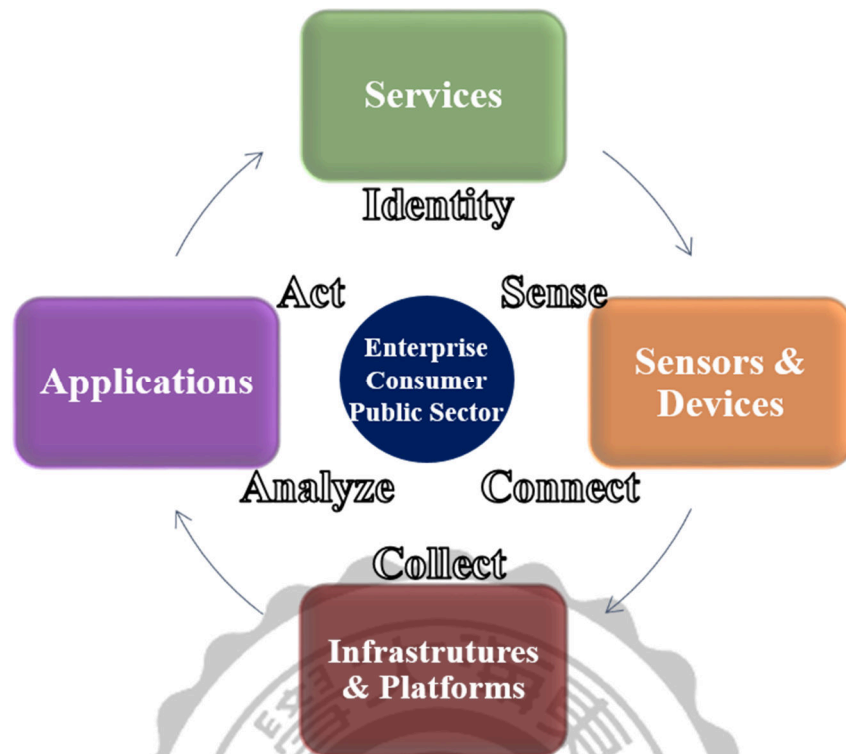 Services
Identity
Act
Sense
Applications
Enterprise
Consumer
Public Sector
Sensors &
Devices
Analyze
Connect
Collect
Infrastrutures
& Platforms